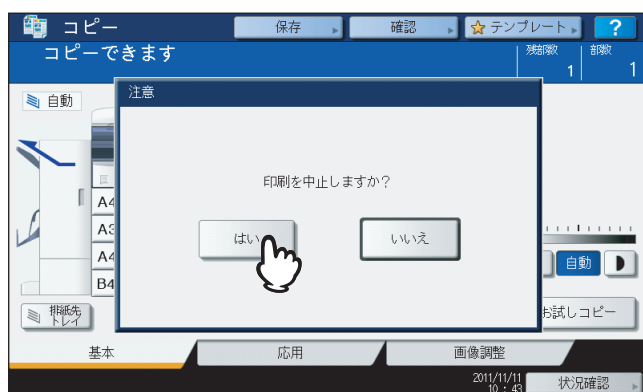 コピー
保存
確認
テンプレート
?
コピーできます
残部数
1
部数
1
自動
注意
印刷を中止しますか?
はい
いいえ
A4
A3
A4
B4
自動
排紙先
トレイ
お試しコピー
基本
応用
画像調整
2011/11/11
10:43
状況確認